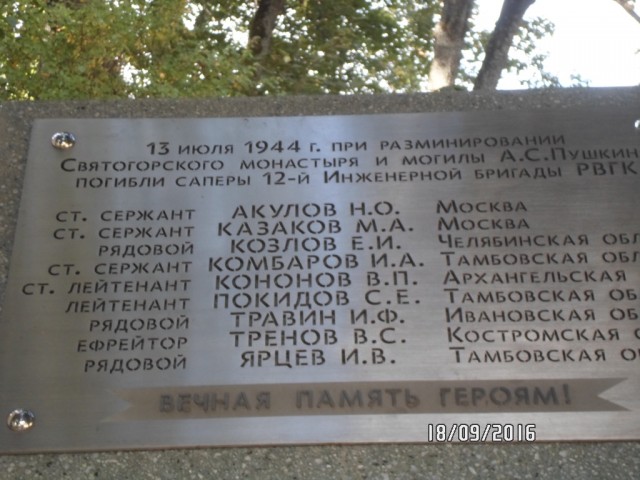 13 июля 1944 г. при разминировании
Святогорского монастыря и могилы А.С.Пушкин
погибли саперы 12-й Инженерной бригады РВГК
ст. сержант АКУЛОВ Н.О. Москва
ст. сержант КАЗАКОВ М.А. Москва
рядовой КОЗЛОВ Е.И. Челябинская обл
ст. сержант КОМБАРОВ И.А. Тамбовская обл
ст. лейтенант КОНОНОВ В.П. Архангельская
лейтенант ПОКИДОВ С.Е. Тамбовская об
рядовой ТРАВИН И.Ф. Ивановская об
ефрейтор ТРЕНОВ В.С. Костромская о
рядовой ЯРЦЕВ И.В. Тамбовская о
ВЕЧНАЯ ПАМЯТЬ ГЕРОЯМ!
18/09/2016